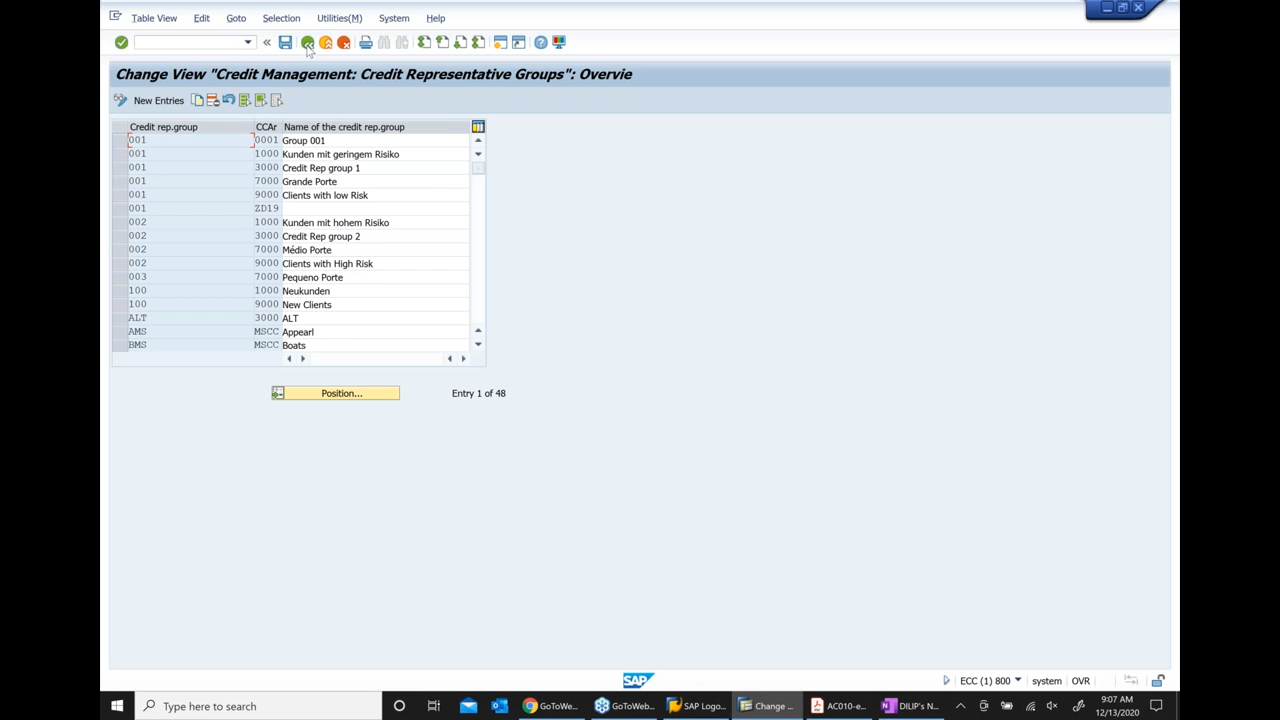 Table View Edit Goto Selection Utilities(M) System Help
Change View "Credit Management: Credit Representative Groups": Overvie
New Entries
Credit rep.group CCAr Name of the credit rep.group
001 0001 Group 001
001 1000 Kunden mit geringem Risiko
001 3000 Credit Rep group 1
001 7000 Grande Porte
001 9000 Clients with low Risk
001 ZD19
002 1000 Kunden mit hohem Risiko
002 3000 Credit Rep group 2
002 7000 Médio Porte
002 9000 Clients with High Risk
003 7000 Pequeno Porte
100 1000 Neukunden
100 9000 New Clients
ALT 3000 ALT
AMS MSCC Appearl
BMS MSCC Boats
Position... Entry 1 of 48
SAP ECC (1) 800 system OVR
Type here to search GoToWe... GoToWeb... SAP Logo... Change ... AC010-e... DILIP's N... 9:07 AM
12/13/2020